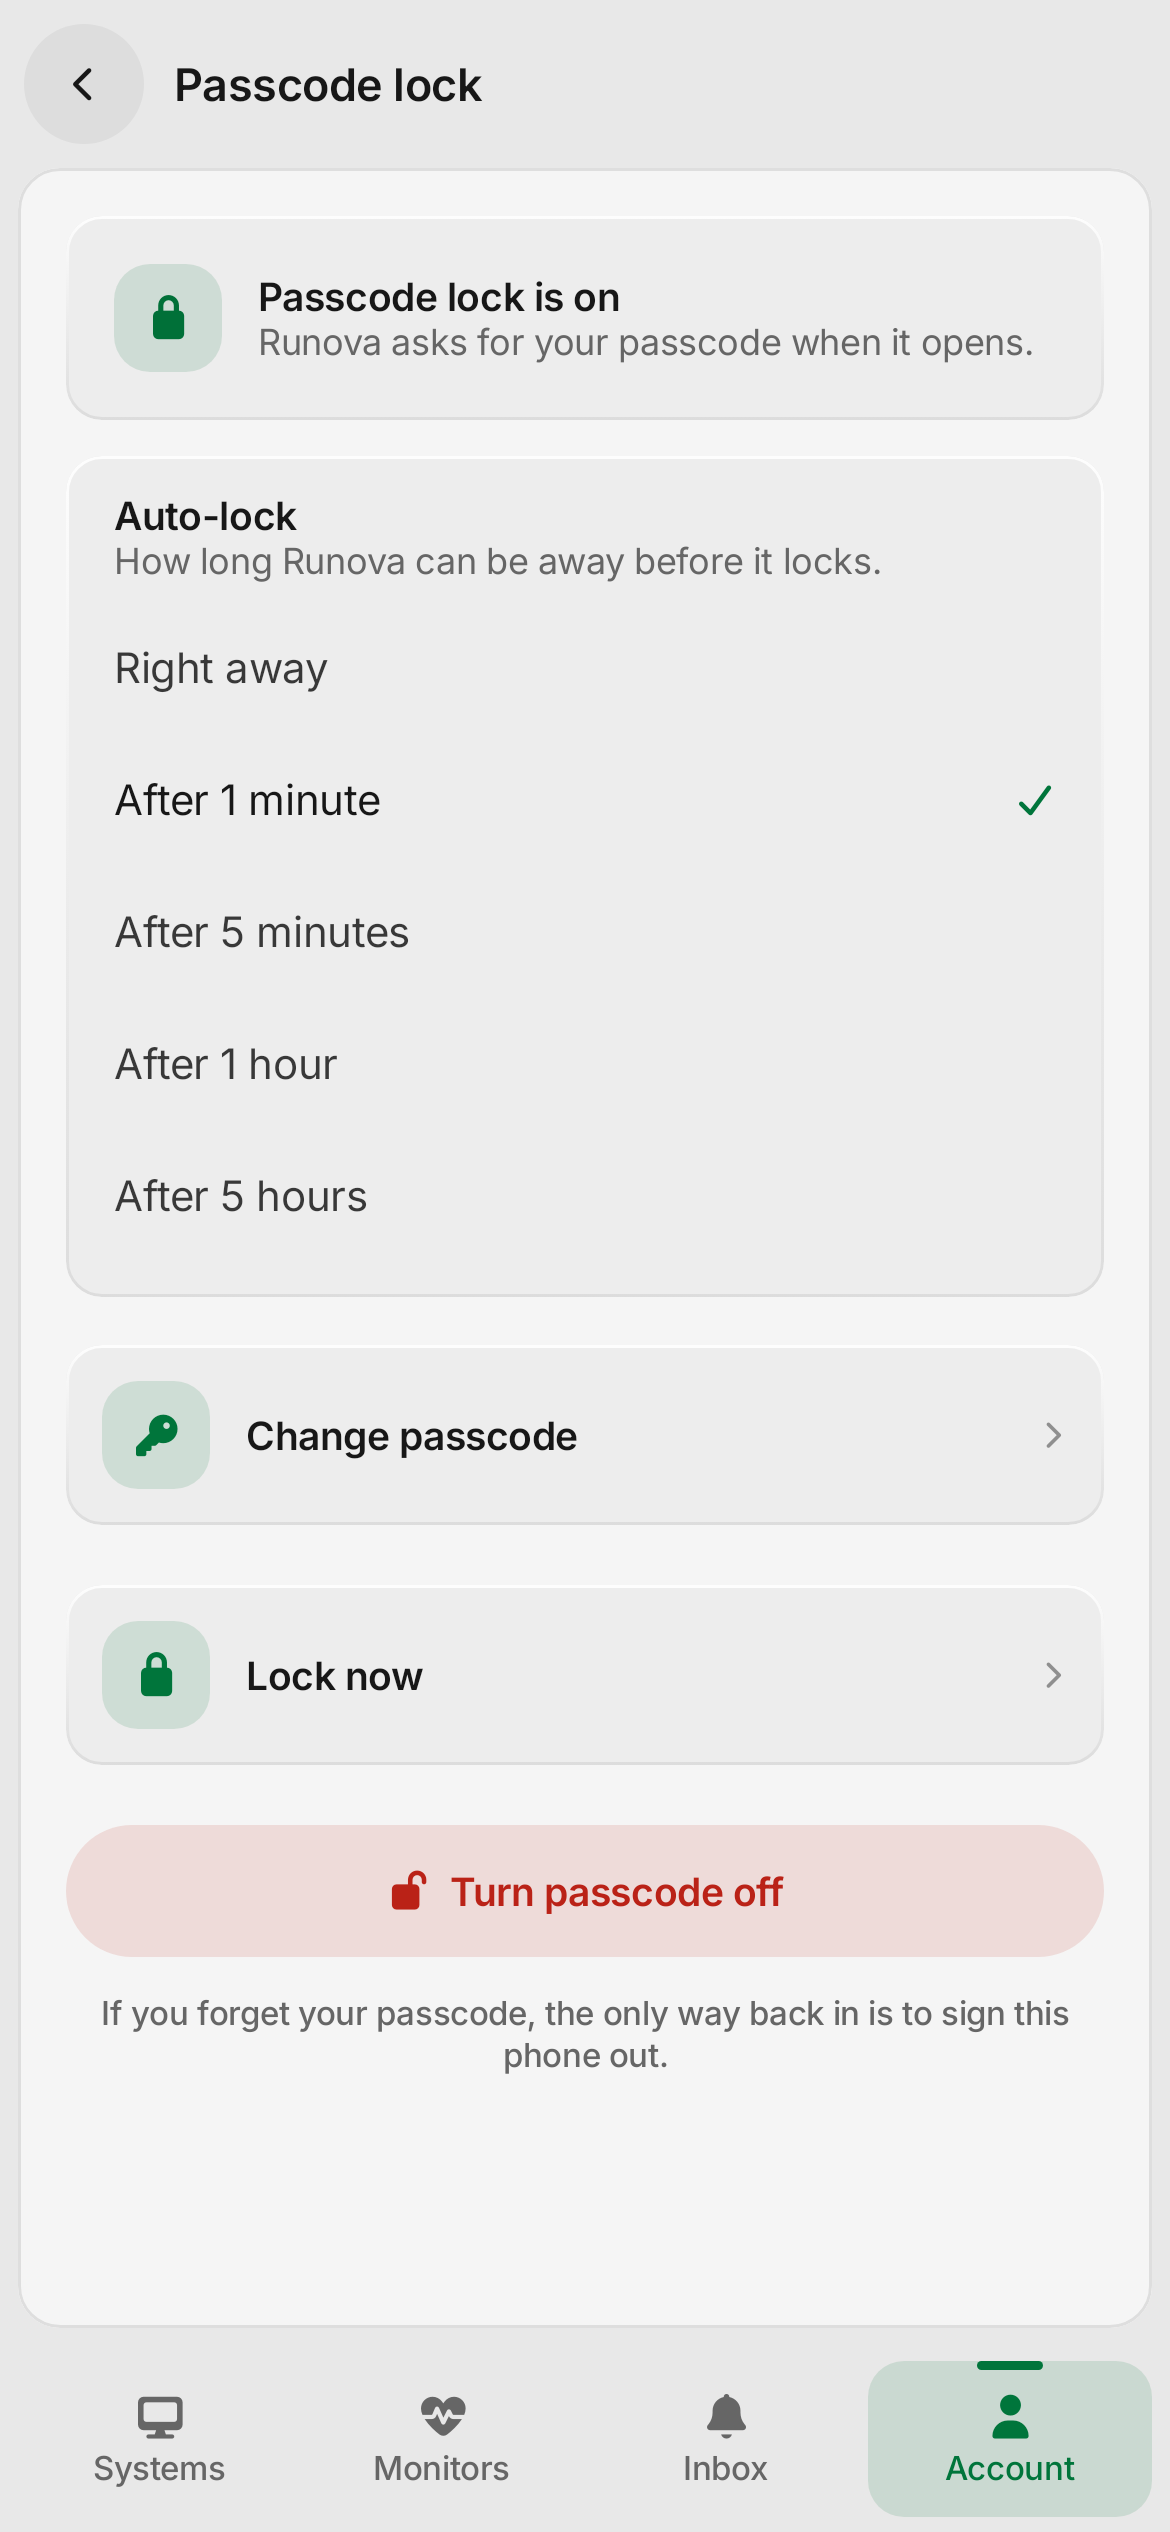 Passcode lock
Passcode lock is on
Runova asks for your passcode when it opens.
Auto-lock
How long Runova can be away before it locks.
Right away
After 1 minute
After 5 minutes
After 1 hour
After 5 hours
Change passcode
Lock now
Turn passcode off
If you forget your passcode, the only way back in is to sign this
phone out.
Systems
Monitors
Inbox
Account